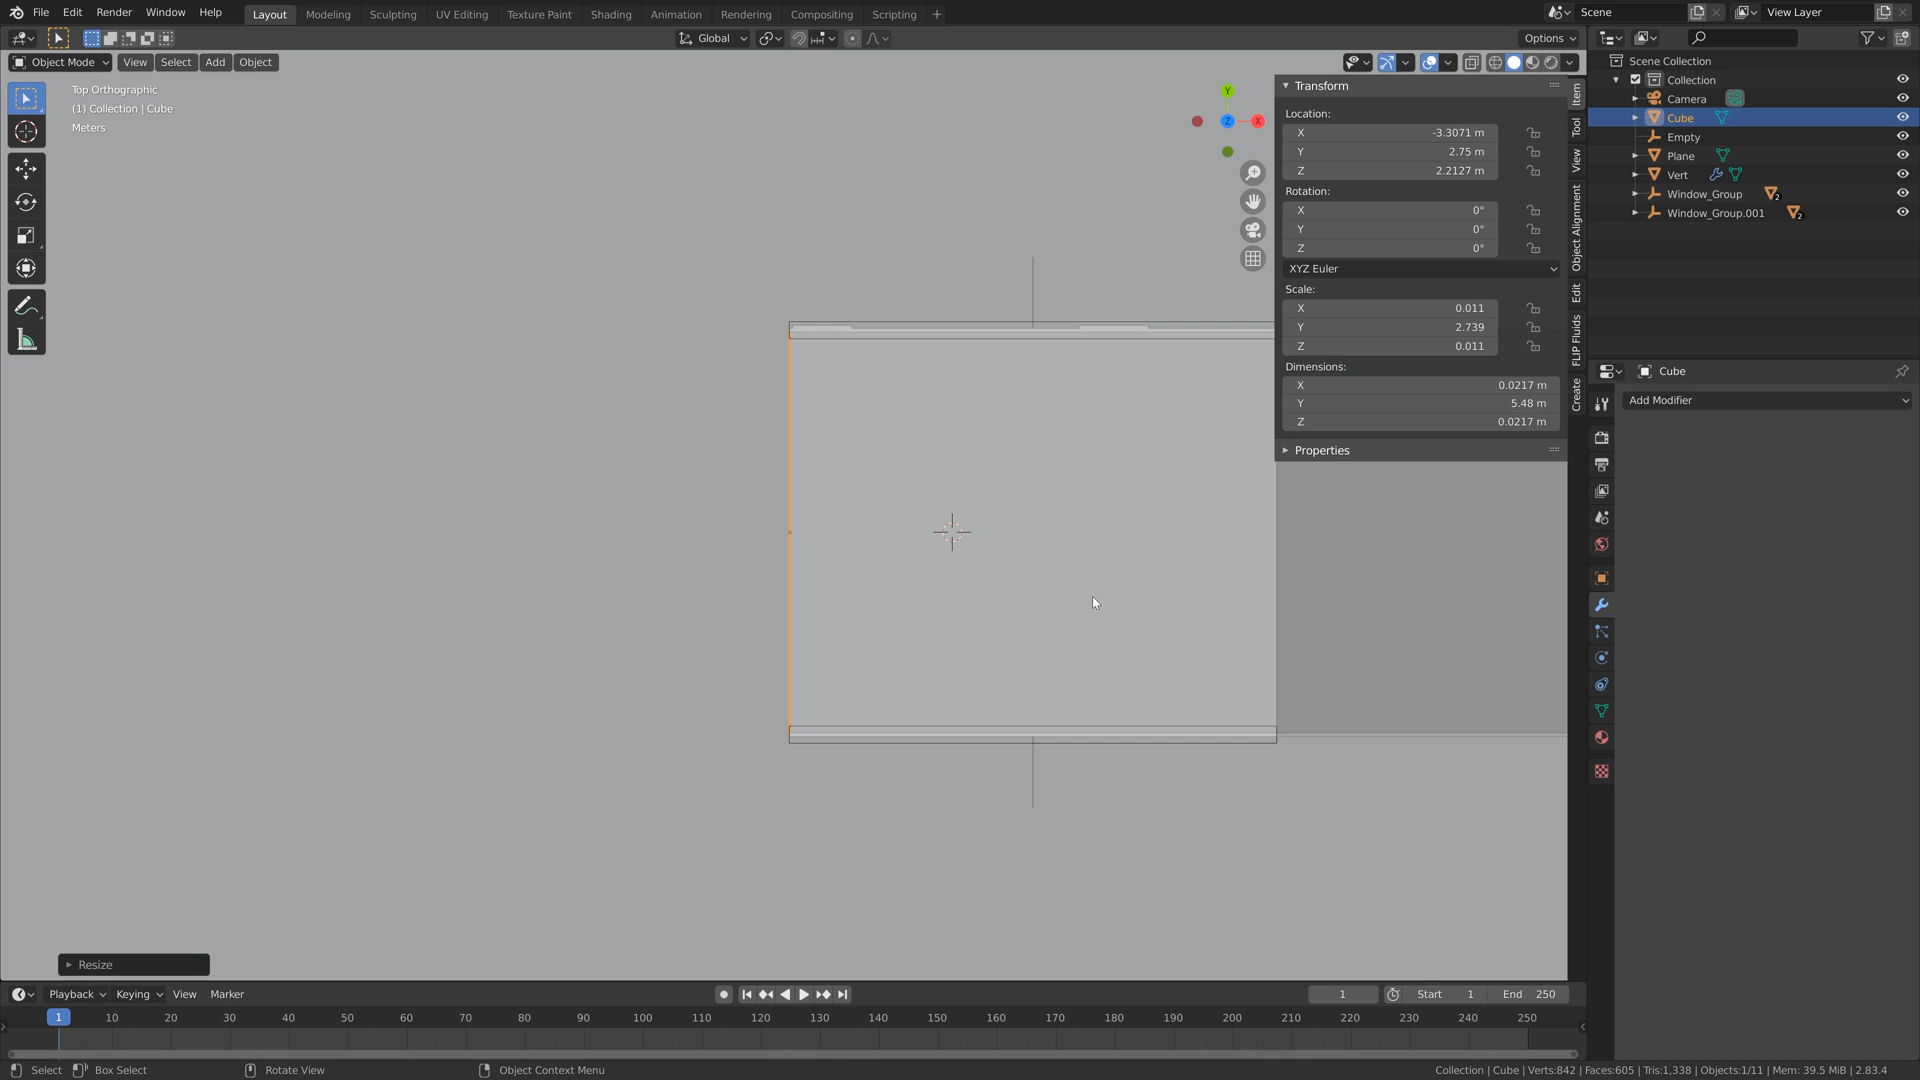 File Edit Render Window Help Layout Modeling Sculpting UV Editing Texture Paint Shading Animation Rendering Compositing Scripting + Scene View Layer
Global Options
Object Mode View Select Add Object
Top Orthographic
(1) Collection | Cube
Meters
Y
Z X
Transform
Location:
X -3.3071 m
Y 2.75 m
Z 2.2127 m
Rotation:
X 0°
Y 0°
Z 0°
XYZ Euler
Scale:
X 0.011
Y 2.739
Z 0.011
Dimensions:
X 0.0217 m
Y 5.48 m
Z 0.0217 m
Properties
Item
Tool
View
Object Alignment
Edit
FLIP Fluids
Create
Scene Collection
Collection
Camera
Cube
Empty
Plane
Vert
Window_Group 2
Window_Group.001 2
Cube
Add Modifier
Resize
Playback Keying View Marker 1 Start 1 End 250
1 10 20 30 40 50 60 70 80 90 100 110 120 130 140 150 160 170 180 190 200 210 220 230 240 250
Select Box Select Rotate View Object Context Menu Collection | Cube | Verts:842 | Faces:605 | Tris:1,338 | Objects:1/11 | Mem: 39.5 MiB | 2.83.4